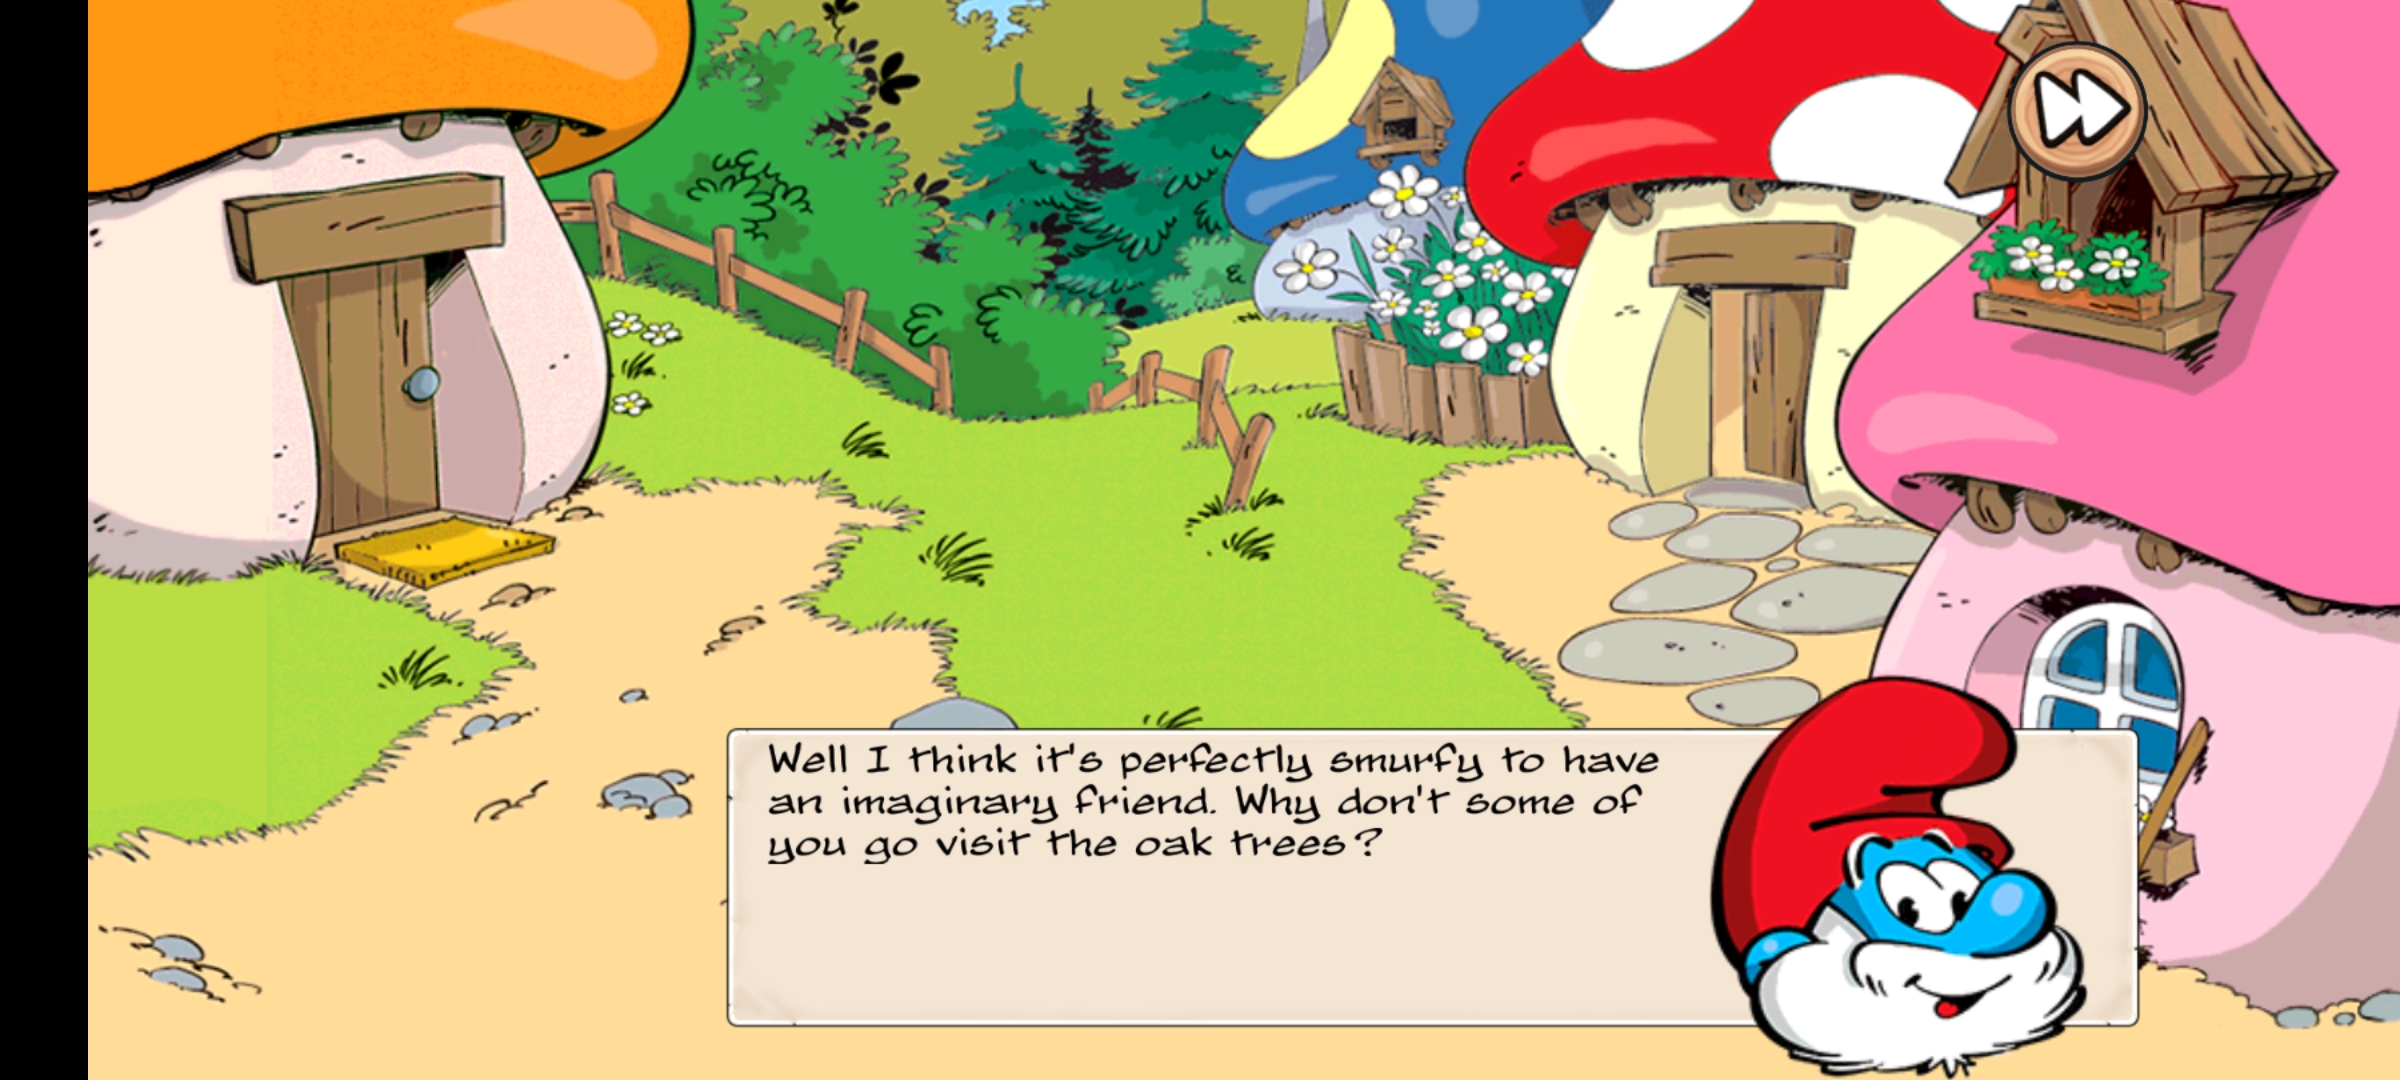 Well I think it's perfectly smurfy to have
an imaginary friend. Why don't some of
you go visit the oak trees?